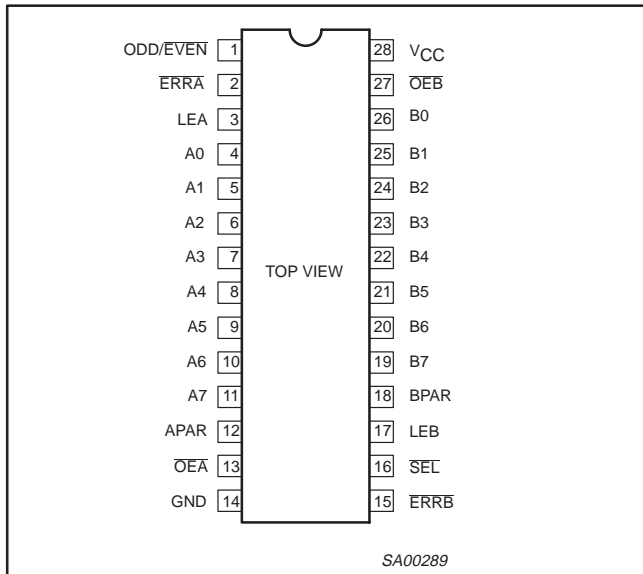 ODD/EVEN 1 28 VCC
ERRA 2 27 OEB
LEA 3 26 B0
A0 4 25 B1
A1 5 24 B2
A2 6 23 B3
A3 7 22 B4
TOP VIEW
A4 8 21 B5
A5 9 20 B6
A6 10 19 B7
A7 11 18 BPAR
APAR 12 17 LEB
OEA 13 16 SEL
GND 14 15 ERRB
SA00289